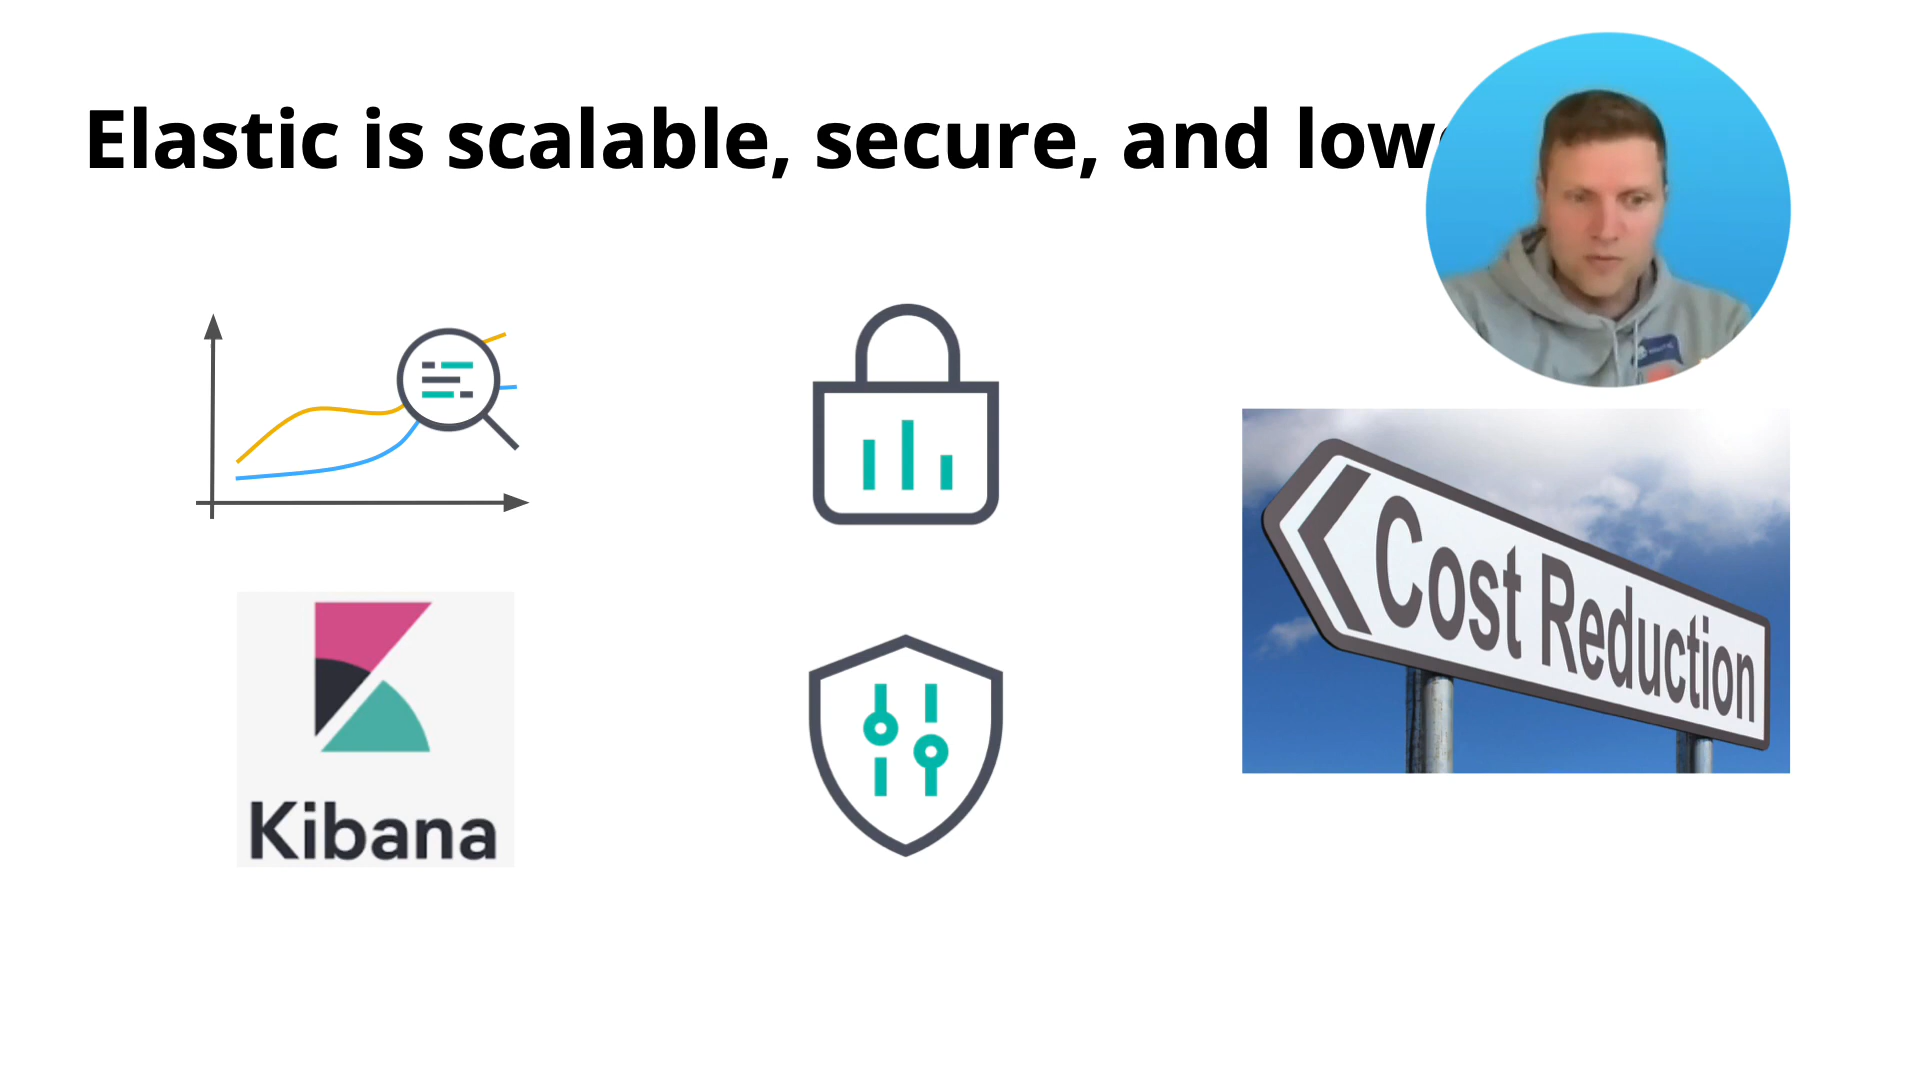 Elastic is scalable, secure, and low
Cost Reduction
Kibana